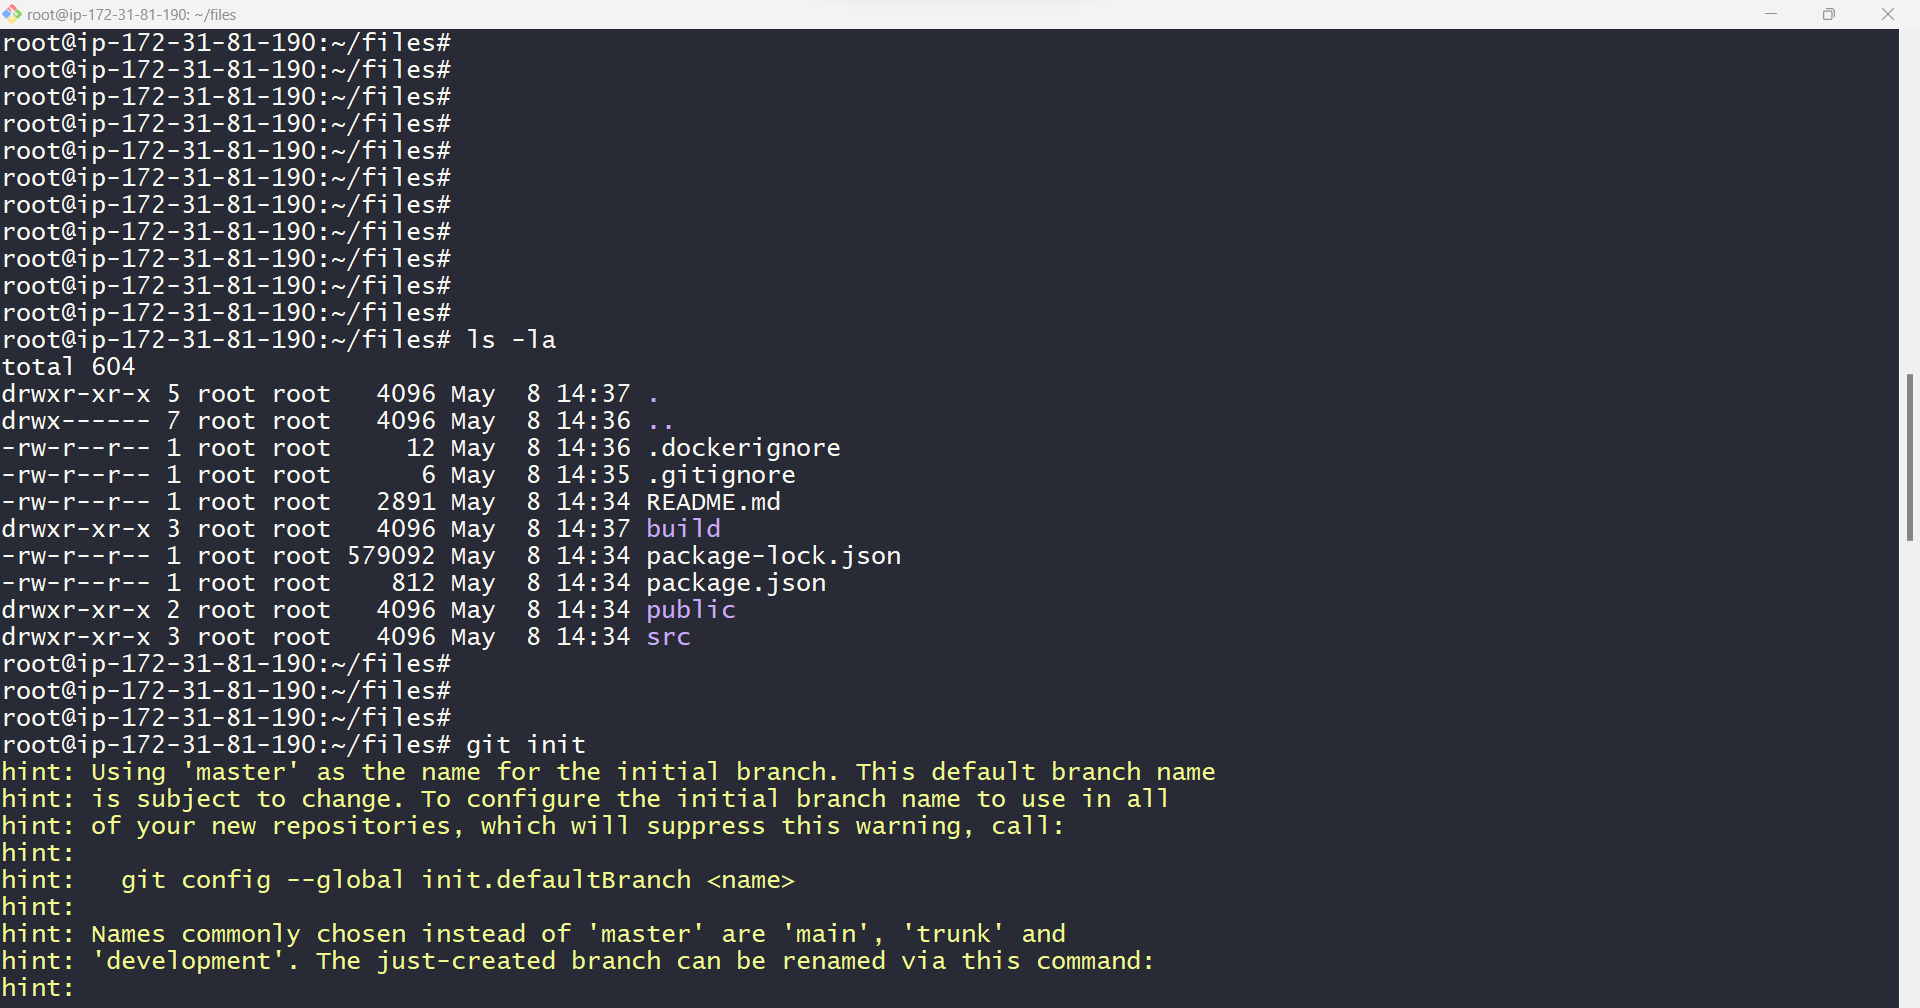 root@ip-172-31-81-190: ~/files
root@ip-172-31-81-190:~/files#
root@ip-172-31-81-190:~/files#
root@ip-172-31-81-190:~/files#
root@ip-172-31-81-190:~/files#
root@ip-172-31-81-190:~/files#
root@ip-172-31-81-190:~/files#
root@ip-172-31-81-190:~/files#
root@ip-172-31-81-190:~/files#
root@ip-172-31-81-190:~/files#
root@ip-172-31-81-190:~/files#
root@ip-172-31-81-190:~/files#
root@ip-172-31-81-190:~/files# ls -la
total 604
drwxr-xr-x 5 root root   4096 May  8 14:37 .
drwx------ 7 root root   4096 May  8 14:36 ..
-rw-r--r-- 1 root root     12 May  8 14:36 .dockerignore
-rw-r--r-- 1 root root      6 May  8 14:35 .gitignore
-rw-r--r-- 1 root root   2891 May  8 14:34 README.md
drwxr-xr-x 3 root root   4096 May  8 14:37 build
-rw-r--r-- 1 root root 579092 May  8 14:34 package-lock.json
-rw-r--r-- 1 root root    812 May  8 14:34 package.json
drwxr-xr-x 2 root root   4096 May  8 14:34 public
drwxr-xr-x 3 root root   4096 May  8 14:34 src
root@ip-172-31-81-190:~/files#
root@ip-172-31-81-190:~/files#
root@ip-172-31-81-190:~/files#
root@ip-172-31-81-190:~/files# git init
hint: Using 'master' as the name for the initial branch. This default branch name
hint: is subject to change. To configure the initial branch name to use in all
hint: of your new repositories, which will suppress this warning, call:
hint:
hint:   git config --global init.defaultBranch <name>
hint:
hint: Names commonly chosen instead of 'master' are 'main', 'trunk' and
hint: 'development'. The just-created branch can be renamed via this command:
hint: